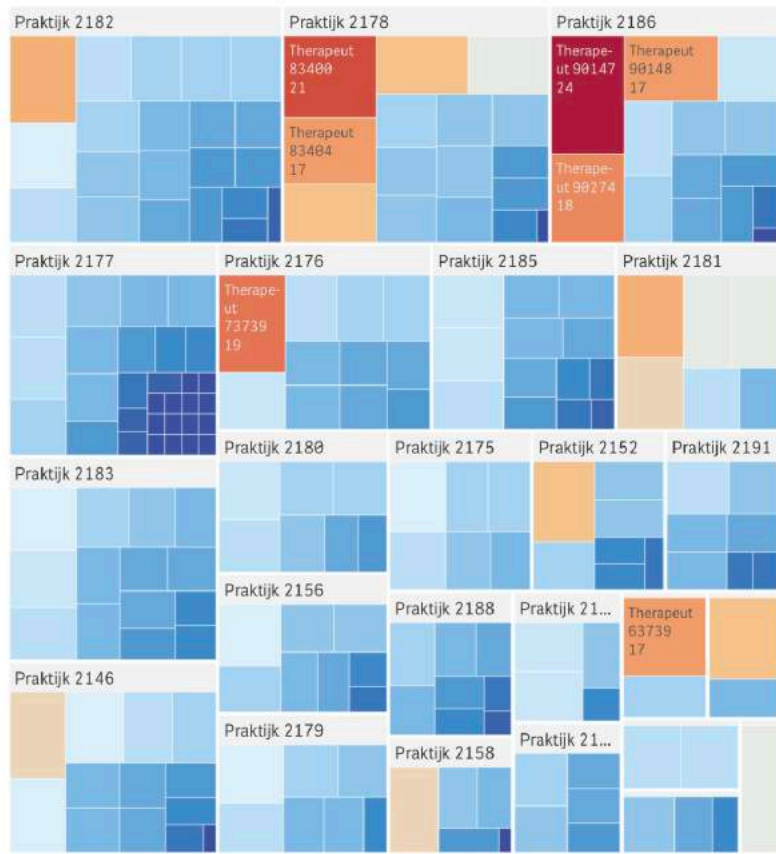 Praktijk 2182
Praktijk 2178
Praktijk 2186
Therapeut
83400
21
Therape-
ut 90147
24
Therapeut
90148
17
Therapeut
83404
17
Therape-
ut 90274
18
Praktijk 2177
Praktijk 2176
Praktijk 2185
Praktijk 2181
Therape-
ut
73739
19
Praktijk 2183
Praktijk 2180
Praktijk 2175
Praktijk 2152
Praktijk 2191
Praktijk 2156
Praktijk 2188
Praktijk 21...
Therapeut
63739
17
Praktijk 2146
Praktijk 2179
Praktijk 2158
Praktijk 21...